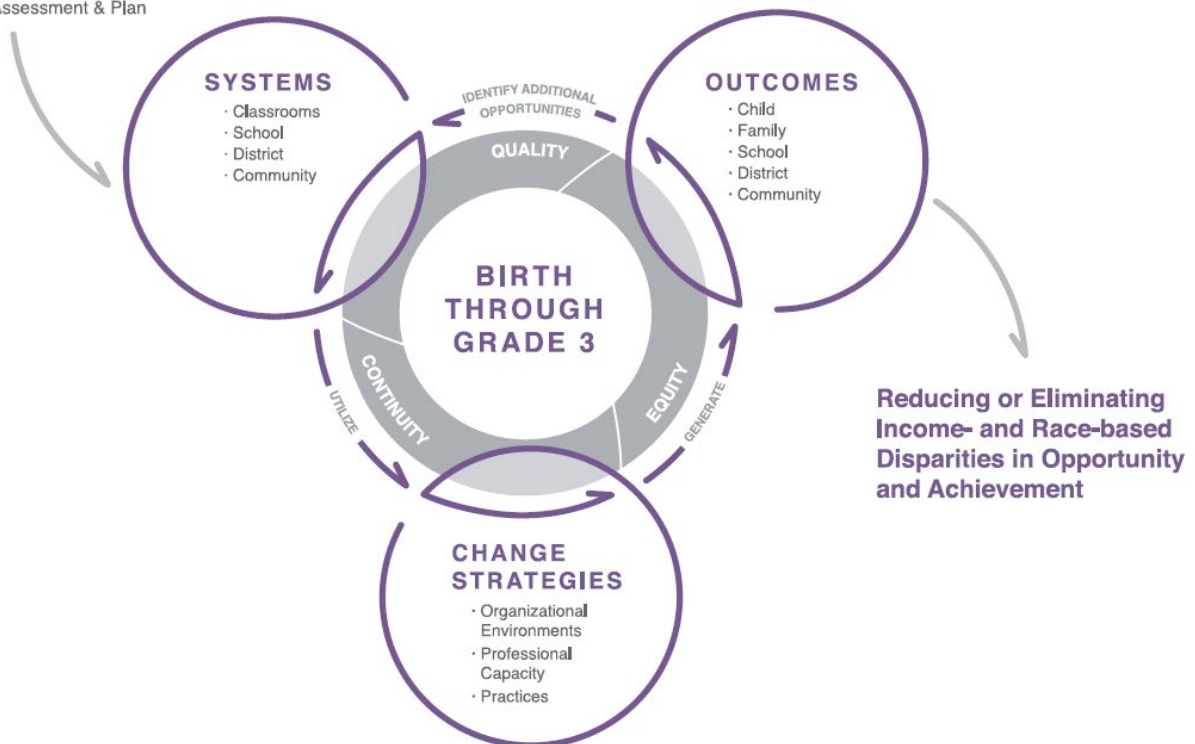 Assessment & Plan
SYSTEMS
· Classrooms
· School
· District
· Community
IDENTIFY ADDITIONAL
OPPORTUNITIES
OUTCOMES
· Child
· Family
· School
· District
· Community
QUALITY
BIRTH
THROUGH
GRADE 3
CONTINUITY
EQUITY
UTILIZE
GENERATE
Reducing or Eliminating
Income- and Race-based
Disparities in Opportunity
and Achievement
CHANGE
STRATEGIES
· Organizational
Environments
· Professional
Capacity
· Practices